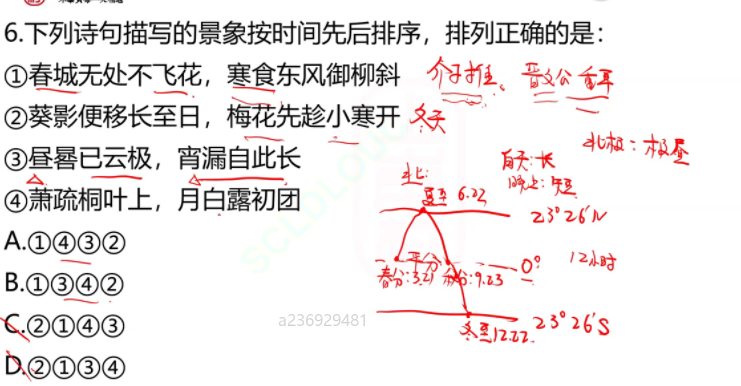 6.下列诗句描写的景象按时间先后排序，排列正确的是：
①春城无处不飞花，寒食东风御柳斜 介子推、晋文公 重耳
②葵影便移长至日，梅花先趁小寒开 冬天
③昼晷已云极，宵漏自此长
北极：极昼
白天：长
晚上：短
④萧疏桐叶上，月白露初团
北：
夏至 6.22
23°26′N
A.①④③②
平分
0°
12小时
B.①③④②
春分：3.21 秋分：9.23
C.②①④③
a236929481
冬至12.22.
23°26′S
D.②①③④